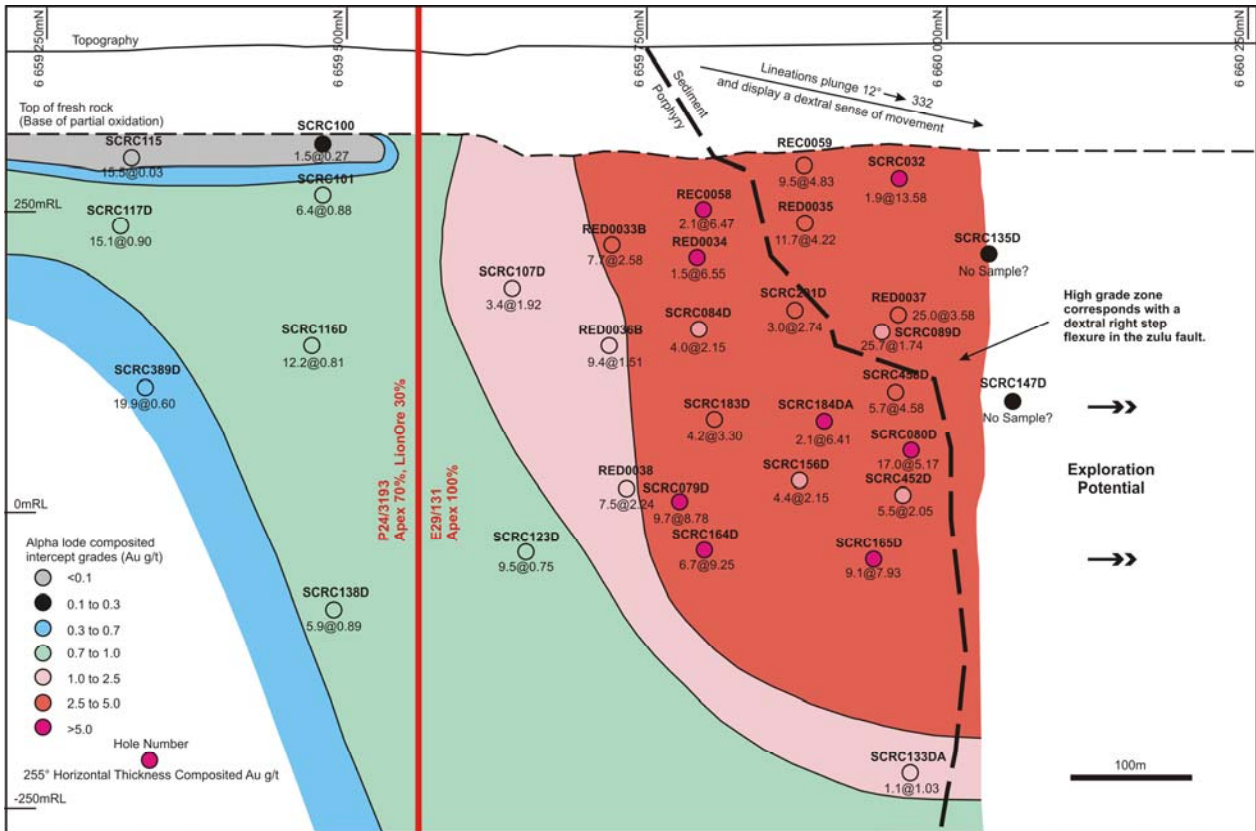 6 659 250mN
6 659 500mN
6 659 750mN
6 660 000mN
6 660 250mN
Topography
Sediment
Porphyry
Lineations plunge 12° → 332
and display a dextral sense of movement
Top of fresh rock
(Base of partial oxidation)
SCRC115
15.5@0.03
SCRC100
1.5@0.27
SCRC101
6.4@0.88
REC0059
9.5@4.83
SCRC032
1.9@13.58
250mRL
SCRC117D
15.1@0.90
REC0058
2.1@6.47
RED0035
11.7@4.22
RED0033B
7.7@2.58
RED0034
1.5@6.55
SCRC135D
No Sample?
SCRC107D
3.4@1.92
SCRC084D
4.0@2.15
SCRC201D
3.0@2.74
RED0037
25.0@3.58
SCRC089D
25.7@1.74
High grade zone
corresponds with a
dextral right step
flexure in the zulu fault.
SCRC116D
12.2@0.81
RED0036B
9.4@1.51
SCRC389D
19.9@0.60
SCRC458D
5.7@4.58
SCRC147D
No Sample?
SCRC183D
4.2@3.30
SCRC184DA
2.1@6.41
SCRC080D
17.0@5.17
RED0038
7.5@2.24
SCRC079D
9.7@8.78
SCRC156D
4.4@2.15
SCRC452D
5.5@2.05
Exploration
Potential
0mRL
P24/3193
Apex 70%, LionOre 30%
E29/131
Apex 100%
SCRC123D
9.5@0.75
SCRC164D
6.7@9.25
SCRC165D
9.1@7.93
SCRC138D
5.9@0.89
Alpha lode composited
intercept grades (Au g/t)
<0.1
0.1 to 0.3
0.3 to 0.7
0.7 to 1.0
1.0 to 2.5
2.5 to 5.0
>5.0
Hole Number
255° Horizontal Thickness Composited Au g/t
SCRC133DA
1.1@1.03
100m
-250mRL